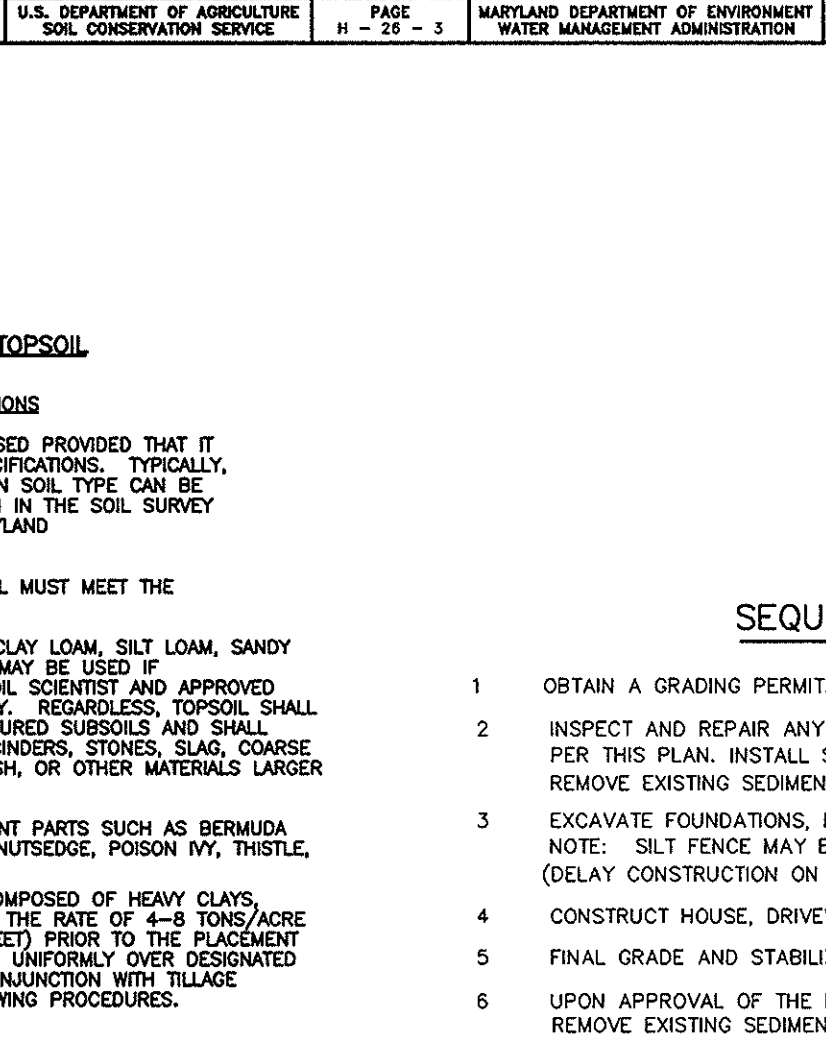 U.S. DEPARTMENT OF AGRICULTURE
SOIL CONSERVATION SERVICE
PAGE
H - 26 - 3
MARYLAND DEPARTMENT OF ENVIRONMENT
WATER MANAGEMENT ADMINISTRATION
TOPSOIL
IONS
SED PROVIDED THAT IT
CIFICATIONS. TYPICALLY,
N SOIL TYPE CAN BE
IN THE SOIL SURVEY
YLAND
L MUST MEET THE
CLAY LOAM, SILT LOAM, SANDY
MAY BE USED IF
OIL SCIENTIST AND APPROVED
Y. REGARDLESS, TOPSOIL SHALL
URED SUBSOILS AND SHALL
CINDERS, STONES, SLAG, COARSE
SH, OR OTHER MATERIALS LARGER
NT PARTS SUCH AS BERMUDA
NUTSEDGE, POISON IVY, THISTLE,
OMPOSED OF HEAVY CLAYS,
THE RATE OF 4-8 TONS/ACRE
EET) PRIOR TO THE PLACEMENT
UNIFORMLY OVER DESIGNATED
NJUNCTION WITH TILLAGE
WING PROCEDURES.
SEQU
1 OBTAIN A GRADING PERMIT.
2 INSPECT AND REPAIR ANY
PER THIS PLAN. INSTALL S
REMOVE EXISTING SEDIMEN
3 EXCAVATE FOUNDATIONS,
NOTE: SILT FENCE MAY B
(DELAY CONSTRUCTION ON
4 CONSTRUCT HOUSE, DRIVE
5 FINAL GRADE AND STABILI
6 UPON APPROVAL OF THE
REMOVE EXISTING SEDIMEN